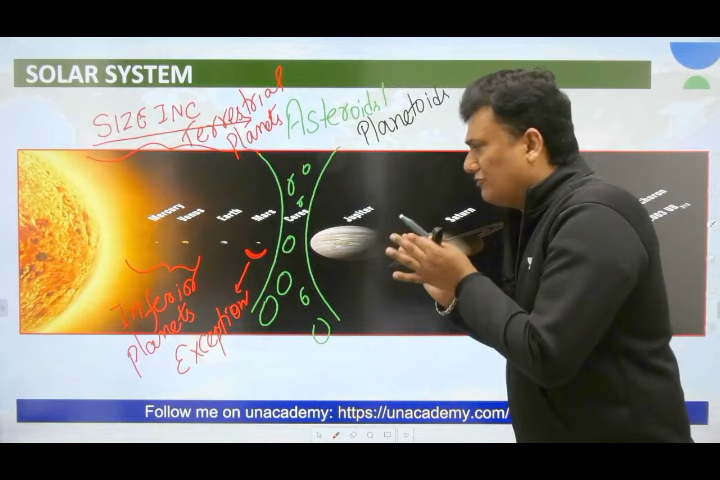 SOLAR SYSTEM
SIZE INC
Terrestrial
Planets
Asteroids/
Planetoids
Mercury
Venus
Earth
Mars
Ceres
Jupiter
Saturn
Charon
Inferior
Planets
Exception
Follow me on unacademy: https://unacademy.com/